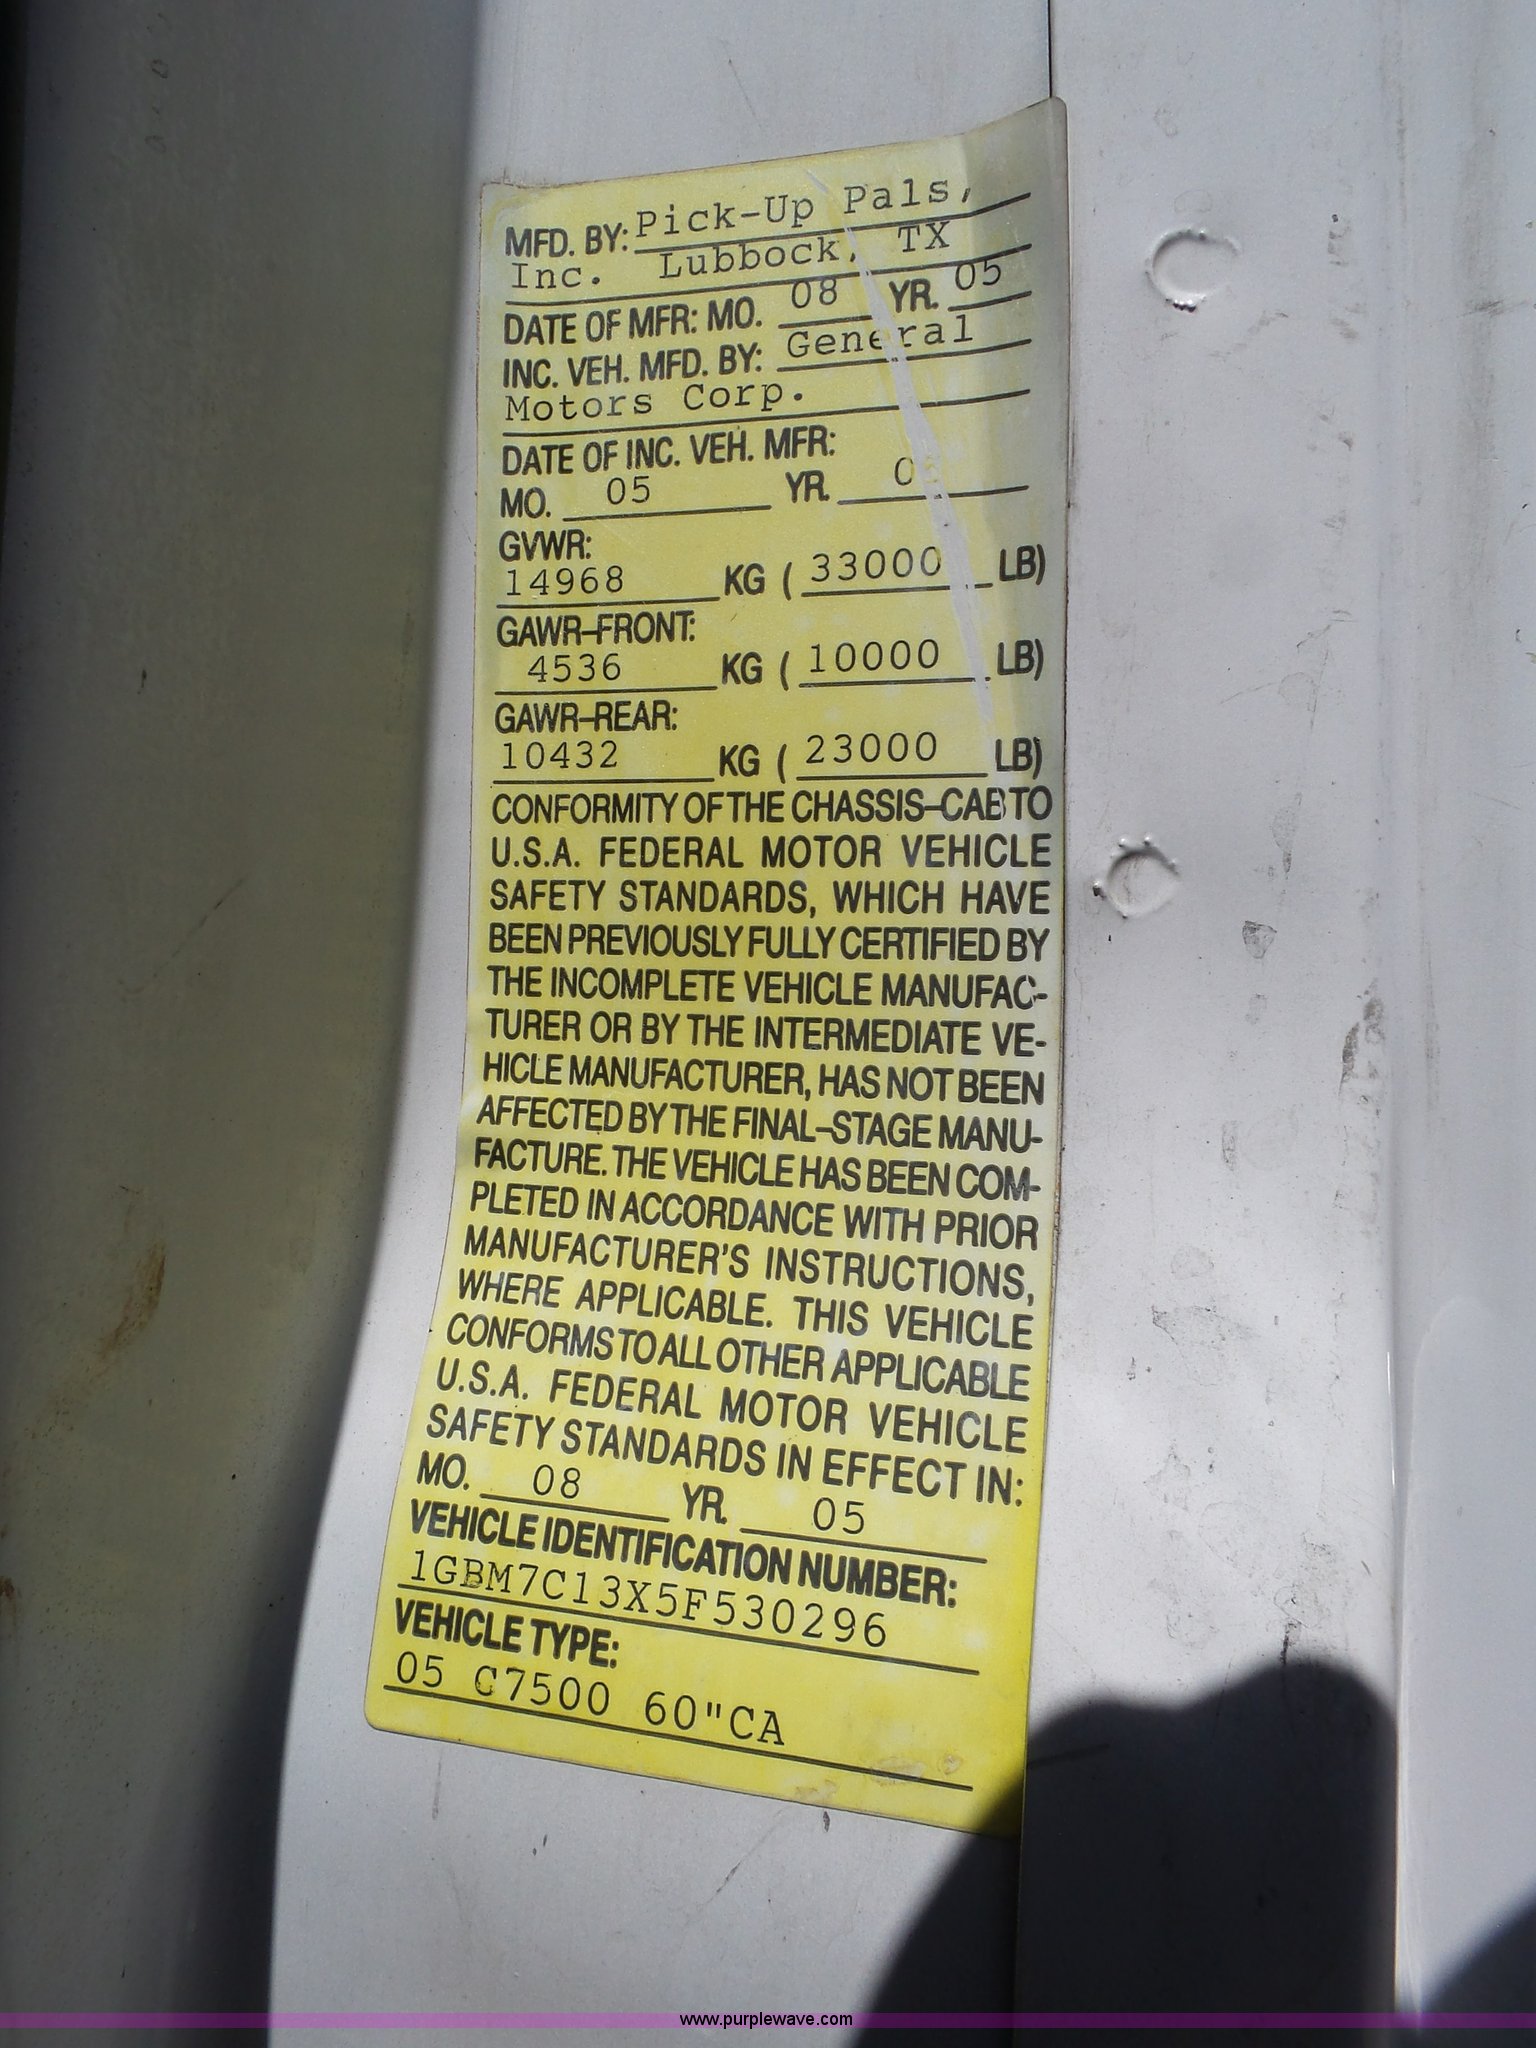 MFD. BY: Pick-Up Pals,
Inc. Lubbock, TX
DATE OF MFR: MO. 08 YR. 05
INC. VEH. MFD. BY: General
Motors Corp.
DATE OF INC. VEH. MFR:
MO. 05 YR. 05
GVWR:
14968 KG ( 33000 LB)
GAWR-FRONT:
4536 KG ( 10000 LB)
GAWR-REAR:
10432 KG ( 23000 LB)
CONFORMITY OF THE CHASSIS-CAB TO
U.S.A. FEDERAL MOTOR VEHICLE
SAFETY STANDARDS, WHICH HAVE
BEEN PREVIOUSLY FULLY CERTIFIED BY
THE INCOMPLETE VEHICLE MANUFAC-
TURER OR BY THE INTERMEDIATE VE-
HICLE MANUFACTURER, HAS NOT BEEN
AFFECTED BY THE FINAL-STAGE MANU-
FACTURE. THE VEHICLE HAS BEEN COM-
PLETED IN ACCORDANCE WITH PRIOR
MANUFACTURER'S INSTRUCTIONS,
WHERE APPLICABLE. THIS VEHICLE
CONFORMS TO ALL OTHER APPLICABLE
U.S.A. FEDERAL MOTOR VEHICLE
SAFETY STANDARDS IN EFFECT IN:
MO. 08 YR. 05
VEHICLE IDENTIFICATION NUMBER:
1GBM7C13X5F530296
VEHICLE TYPE:
05 C7500 60"CA
www.purplewave.com